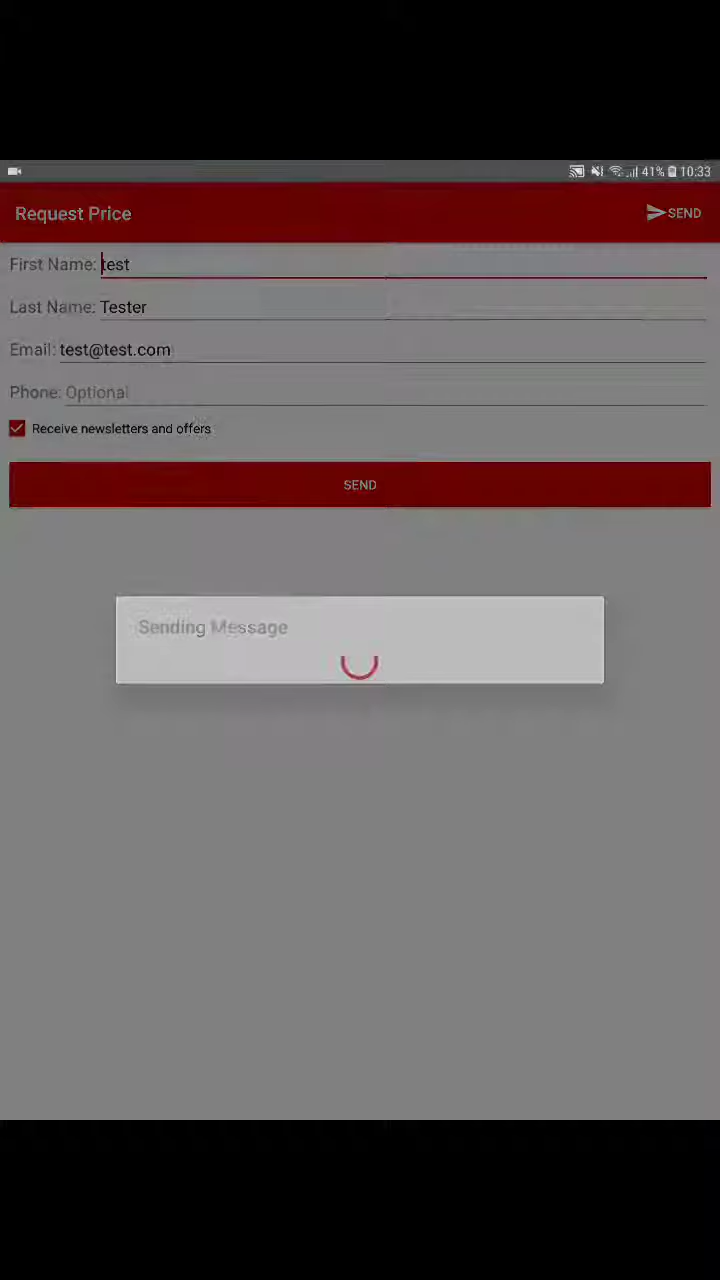 41% 10:33
Request Price SEND
First Name: test
Last Name: Tester
Email: test@test.com
Phone: Optional
Receive newsletters and offers
SEND
Sending Message